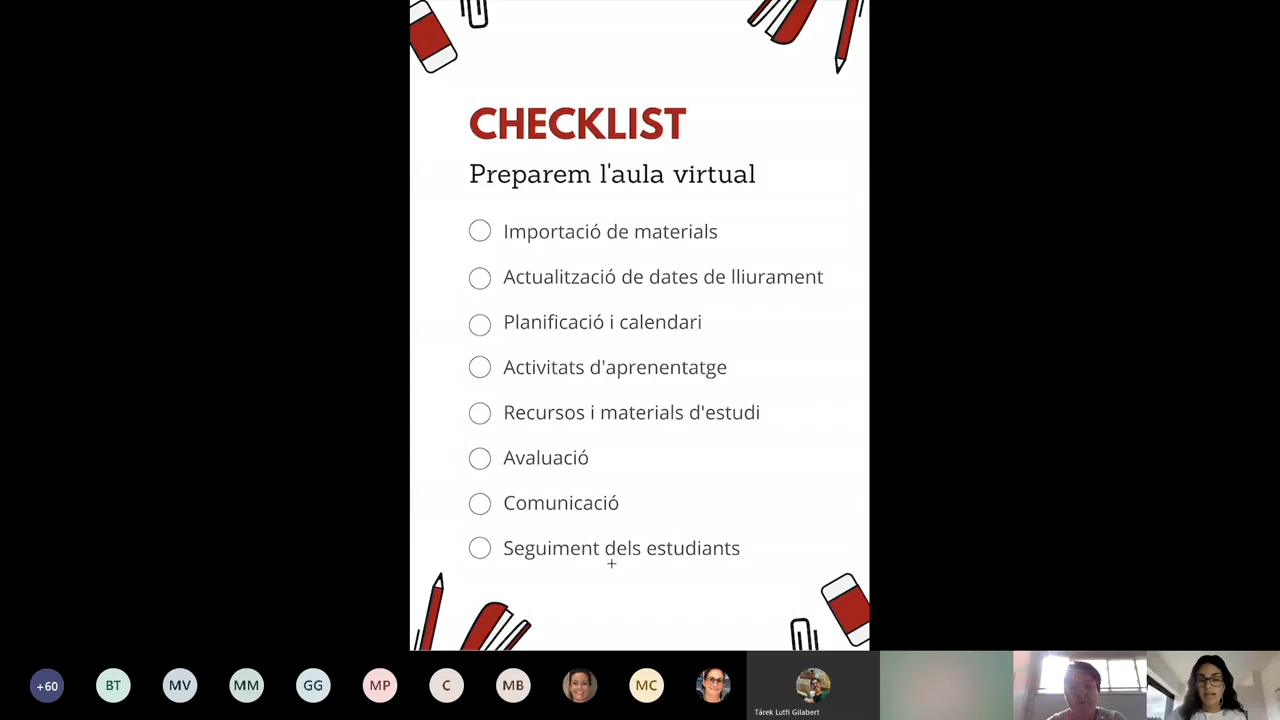 CHECKLIST
Preparem l'aula virtual
Importació de materials
Actualització de dates de lliurament
Planificació i calendari
Activitats d'aprenentatge
Recursos i materials d'estudi
Avaluació
Comunicació
Seguiment dels estudiants
+60
BT
MV
MM
GG
MP
C
MB
MC
Tàrek Lutfi Gilabert